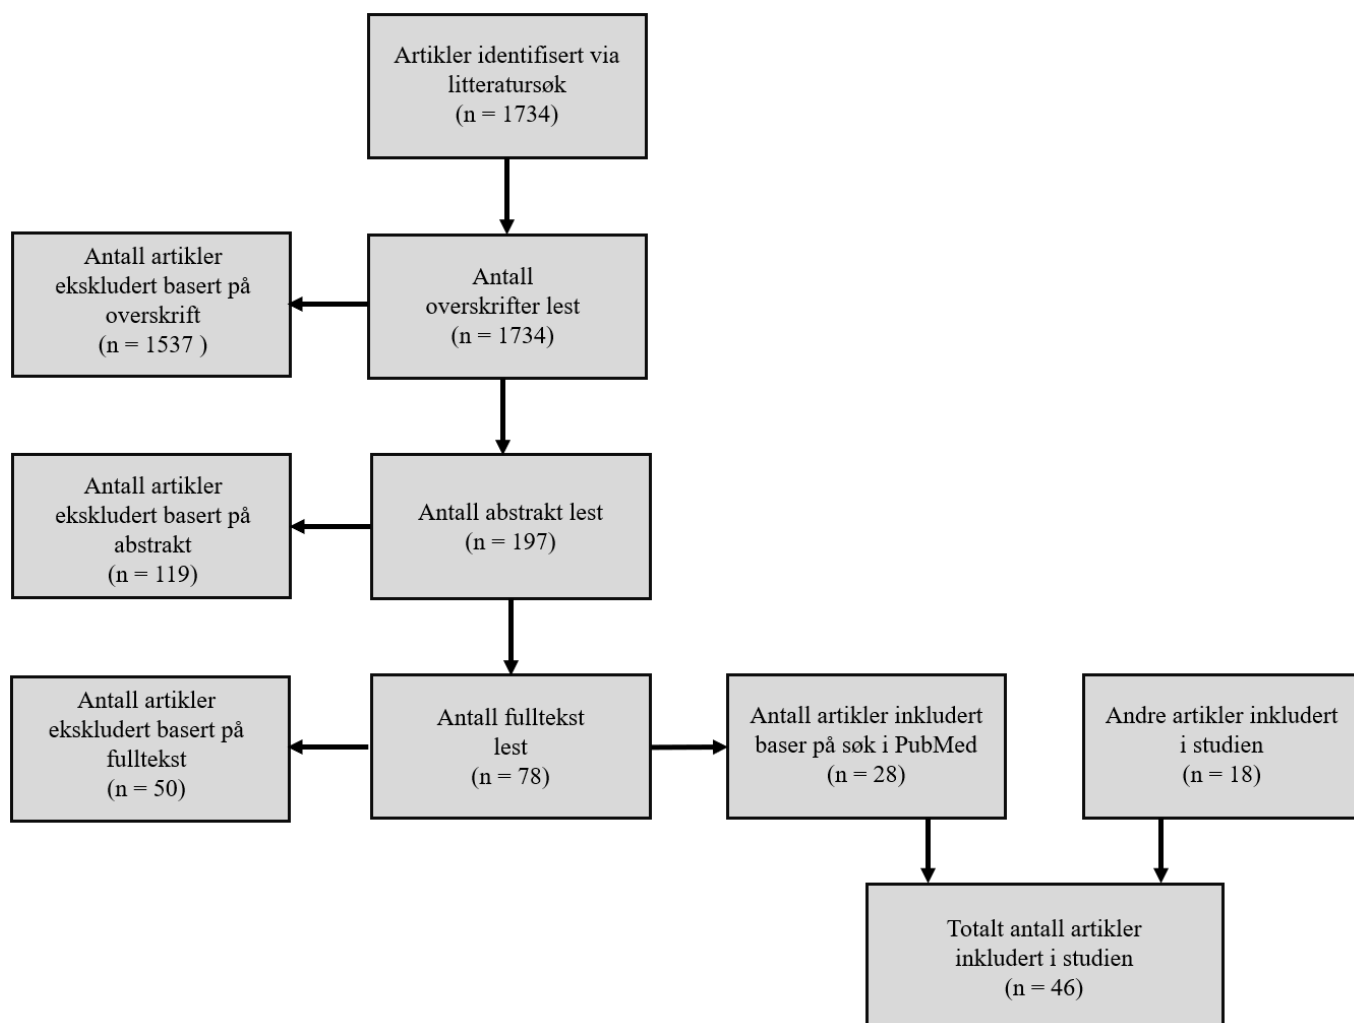 Artikler identifisert via
litteratursøk
(n = 1734)
Antall artikler
ekskludert basert på
overskrift
(n = 1537 )
Antall
overskrifter lest
(n = 1734)
Antall artikler
ekskludert basert på
abstrakt
(n = 119)
Antall abstrakt lest
(n = 197)
Antall artikler
ekskludert basert på
fulltekst
(n = 50)
Antall fulltekst
lest
(n = 78)
Antall artikler inkludert
baser på søk i PubMed
(n = 28)
Andre artikler inkludert
i studien
(n = 18)
Totalt antall artikler
inkludert i studien
(n = 46)